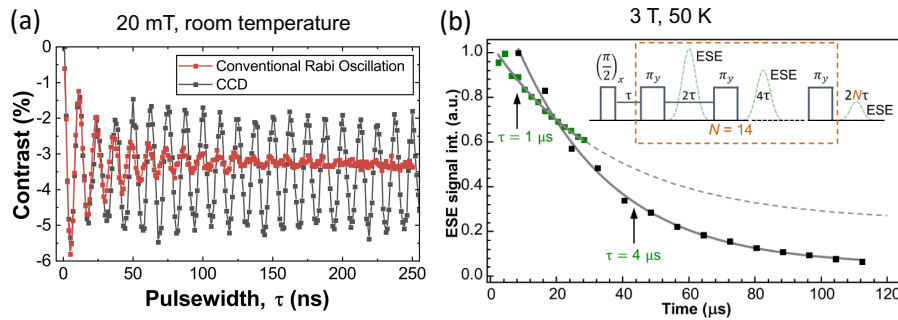 (a)
20 mT, room temperature
0
-1
-2
-3
-4
-5
-6
Contrast (%)
Conventional Rabi Oscillation
CCD
0 50 100 150 200 250
Pulsewidth, τ (ns)
(b)
3 T, 50 K
1.0
0.8
0.6
0.4
0.2
0.0
ESE signal Int. (a.u.)
(π/2)x
τ
πy
ESE
2τ
πy
ESE
4τ
πy
2Nτ
ESE
N = 14
τ = 1 μs
τ = 4 μs
0 20 40 60 80 100 120
Time (μs)